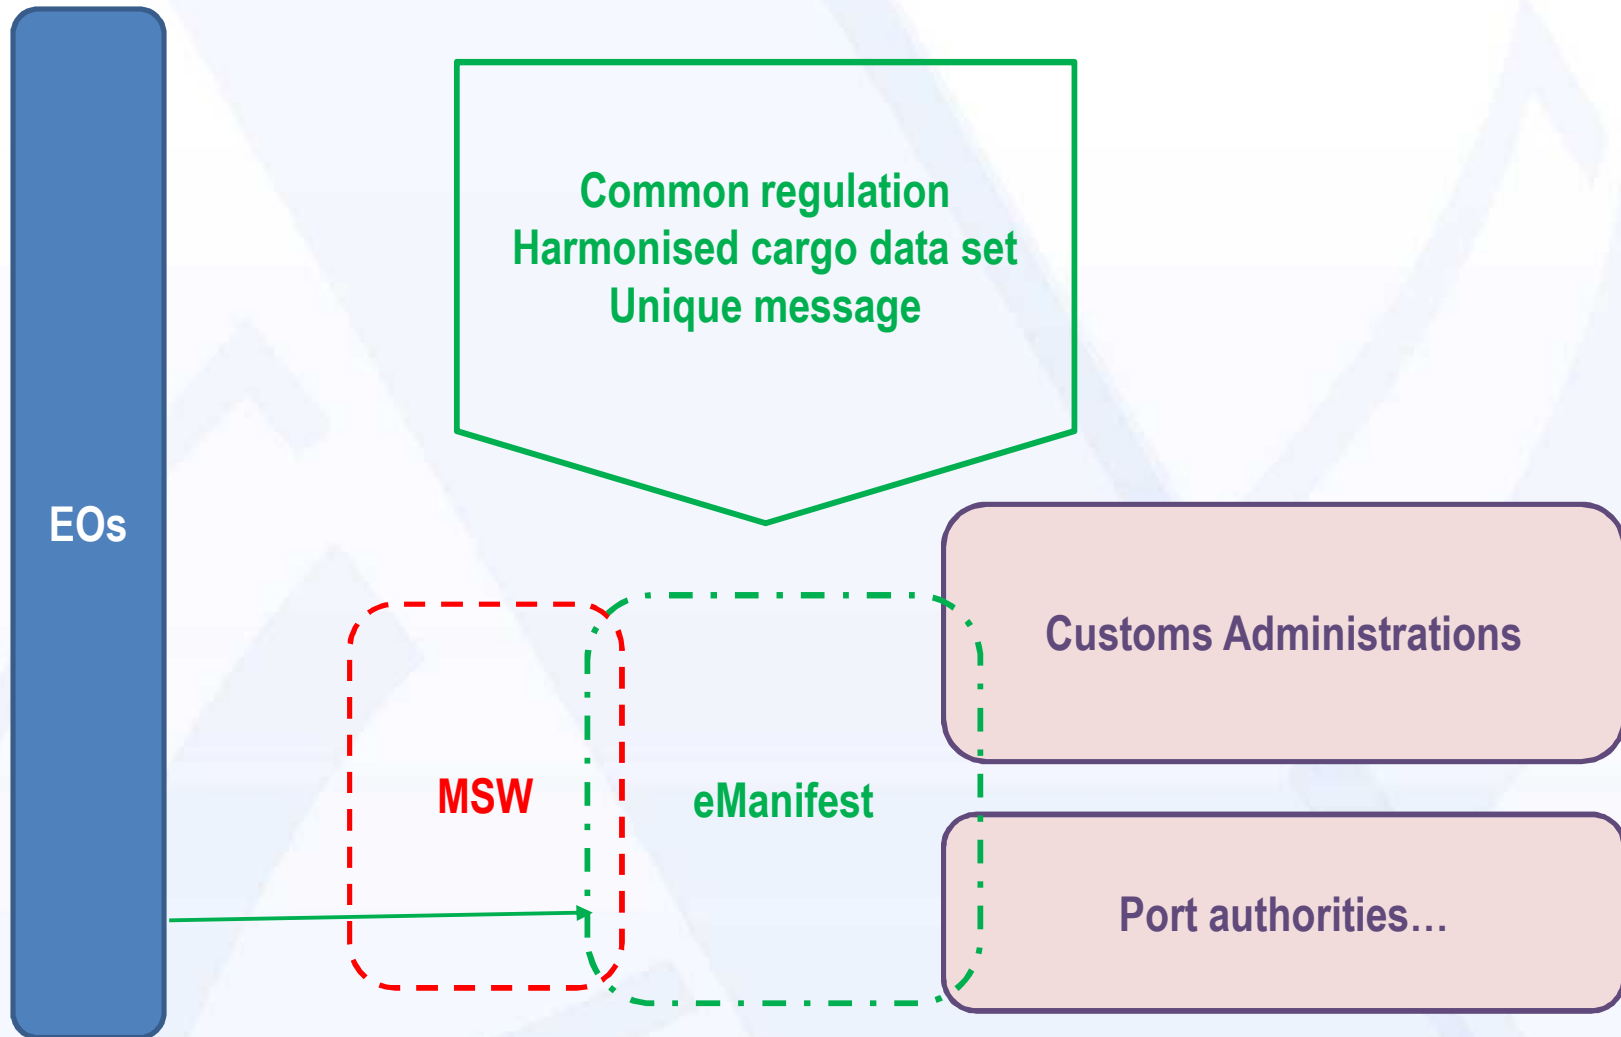 Common regulation
Harmonised cargo data set
Unique message
EOs
Customs Administrations
MSW
eManifest
Port authorities…